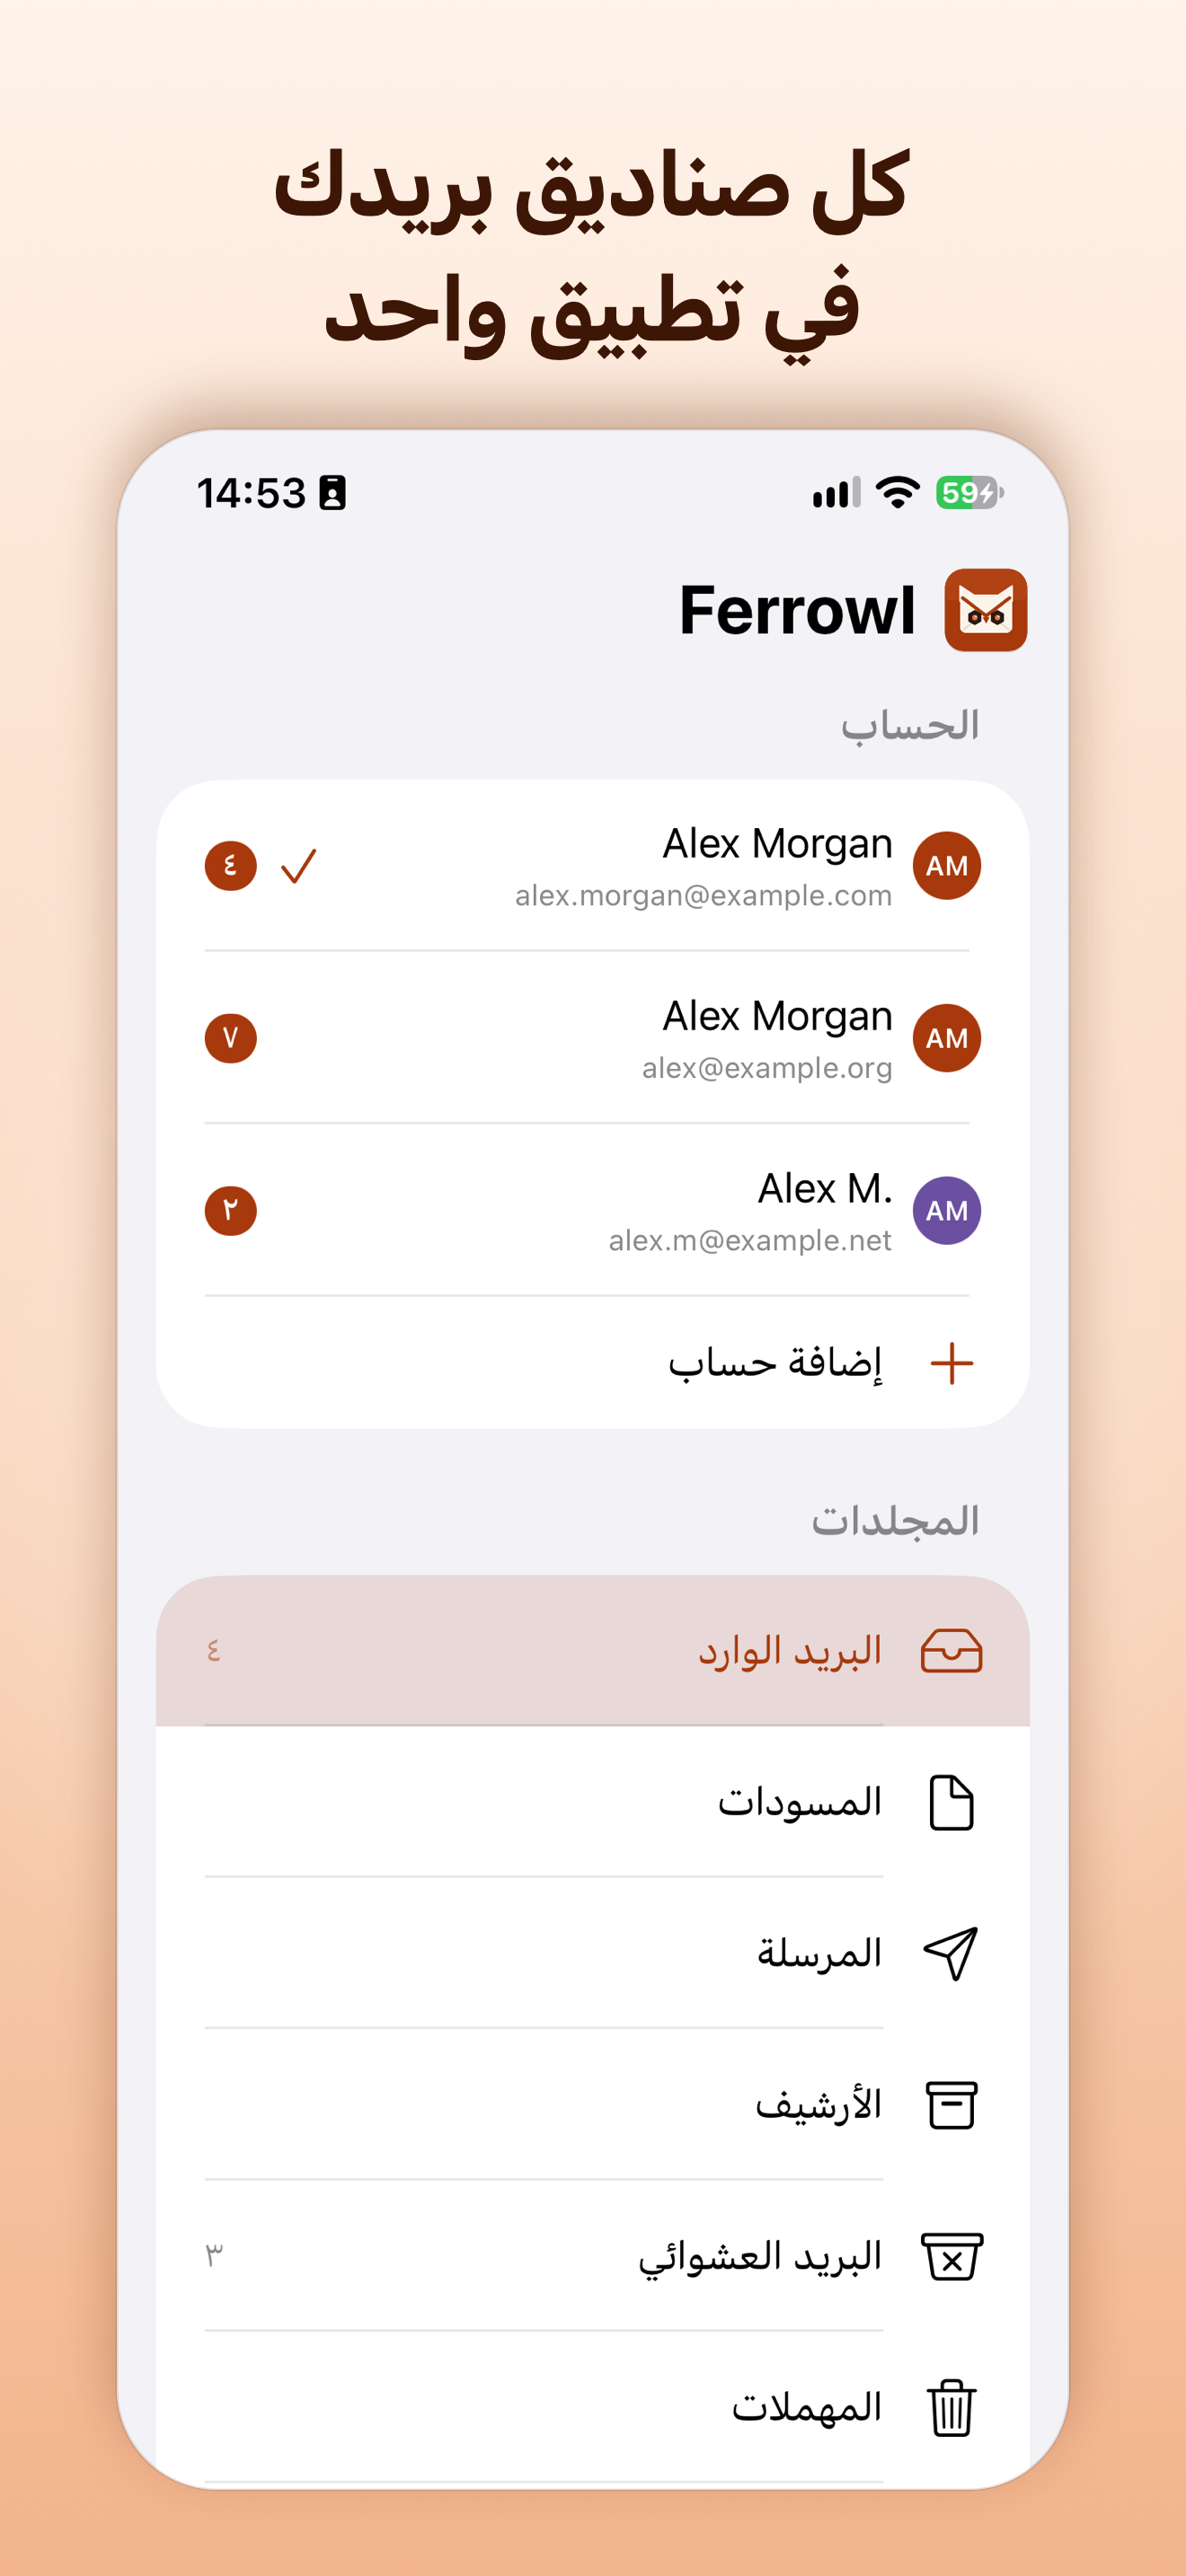 كل صناديق بريدك
في تطبيق واحد
14:53
59
Ferrowl
الحساب
AM
Alex Morgan
٤
alex.morgan@example.com
AM
Alex Morgan
٧
alex@example.org
AM
Alex M.
٢
alex.m@example.net
إضافة حساب
المجلدات
البريد الوارد ٤
المسودات
المرسلة
الأرشيف
البريد العشوائي ٣
المهملات